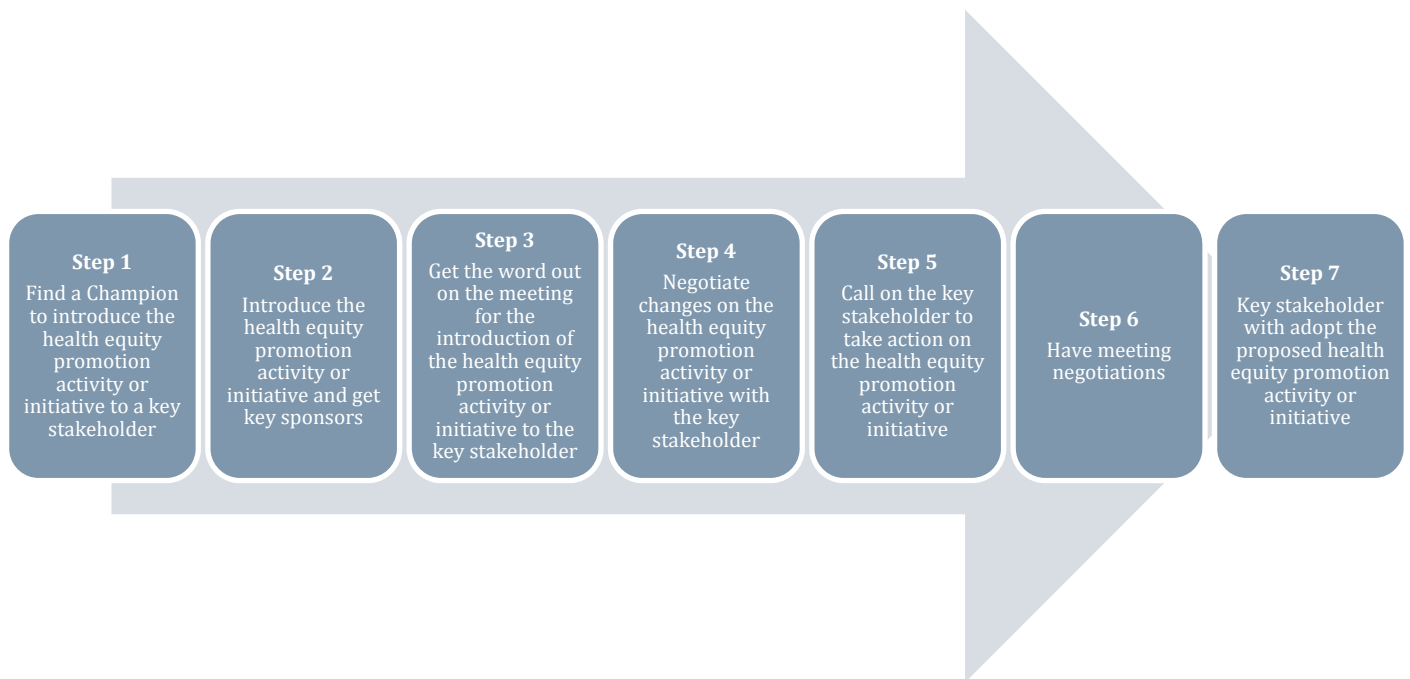 Step 1
Find a Champion
to introduce the
health equity
promotion
activity or
initiative to a key
stakeholder
Step 2
Introduce the
health equity
promotion
activity or
initiative and get
key sponsors
Step 3
Get the word out
on the meeting
for the
introduction of
the health equity
promotion
activity or
initiative to the
key stakeholder
Step 4
Negotiate
changes on the
health equity
promotion
activity or
initiative with
the key
stakeholder
Step 5
Call on the key
stakeholder to
take action on
the health equity
promotion
activity or
initiative
Step 6
Have meeting
negotiations
Step 7
Key stakeholder
with adopt the
proposed health
equity promotion
activity or
initiative